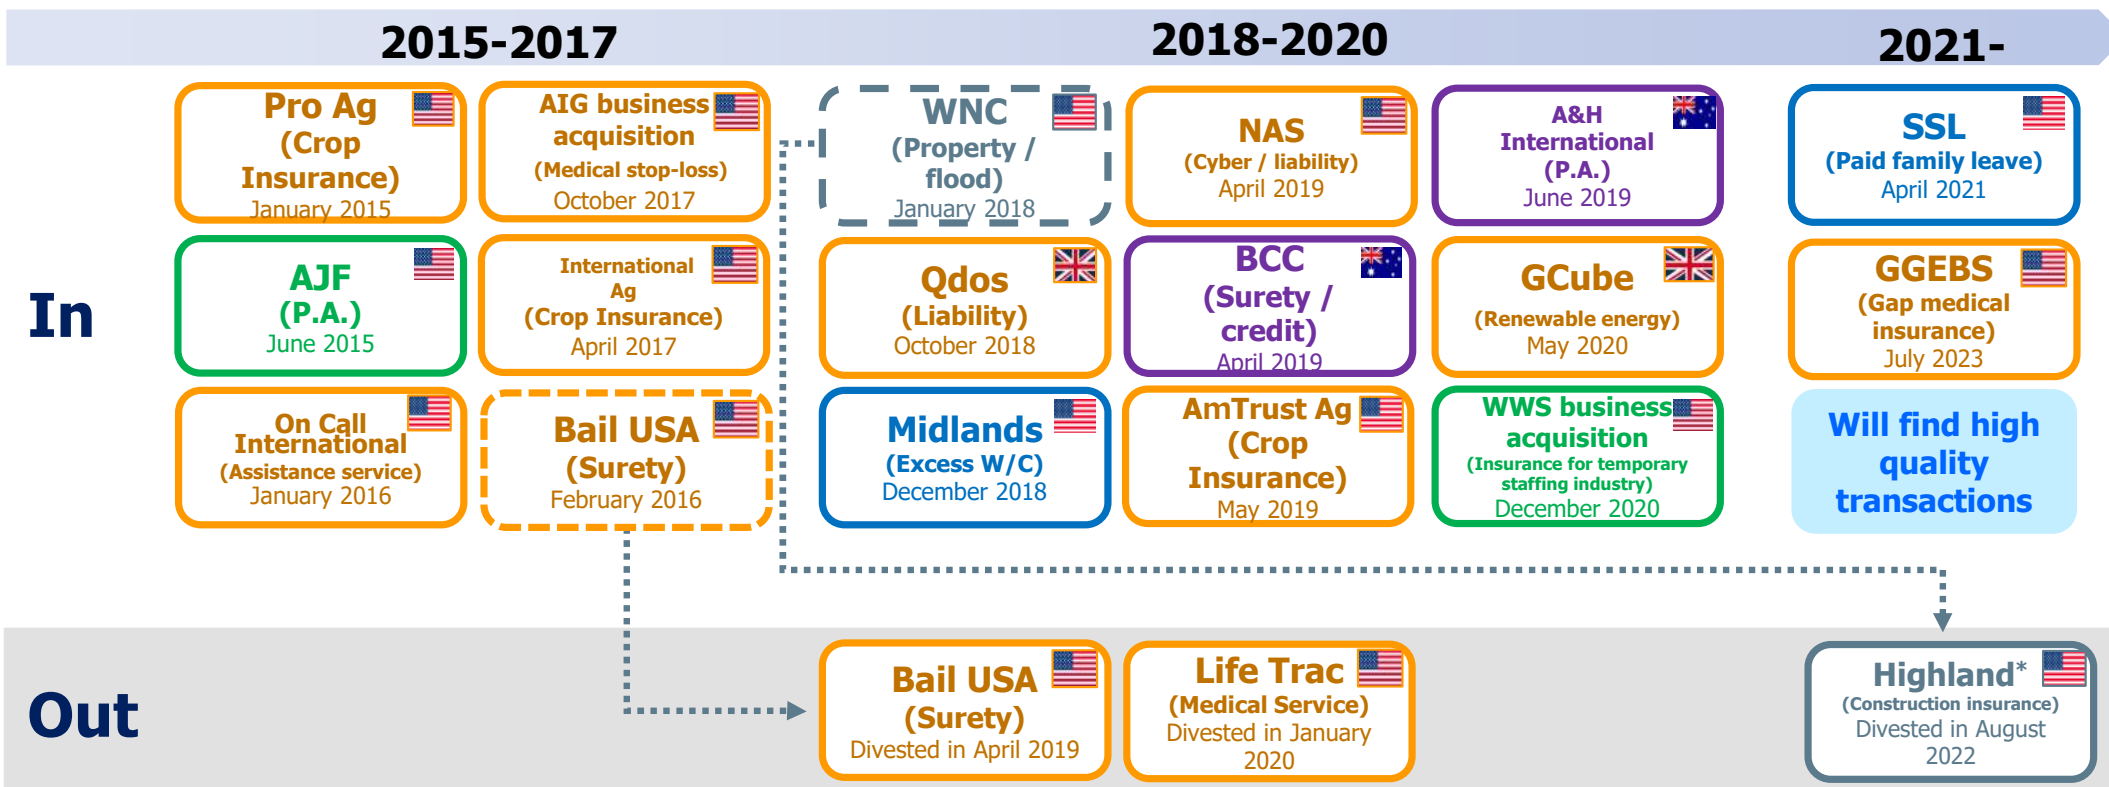 2015-2017
2018-2020
2021-
In
Pro Ag
(Crop
Insurance)
January 2015
AIG business
acquisition
(Medical stop-loss)
October 2017
WNC
(Property /
flood)
January 2018
NAS
(Cyber / liability)
April 2019
A&H
International
(P.A.)
June 2019
SSL
(Paid family leave)
April 2021
AJF
(P.A.)
June 2015
International
Ag
(Crop Insurance)
April 2017
Qdos
(Liability)
October 2018
BCC
(Surety /
credit)
April 2019
GCube
(Renewable energy)
May 2020
GGEBS
(Gap medical
insurance)
July 2023
On Call
International
(Assistance service)
January 2016
Bail USA
(Surety)
February 2016
Midlands
(Excess W/C)
December 2018
AmTrust Ag
(Crop
Insurance)
May 2019
WWS business
acquisition
(Insurance for temporary
staffing industry)
December 2020
Will find high
quality
transactions
Out
Bail USA
(Surety)
Divested in April 2019
Life Trac
(Medical Service)
Divested in January
2020
Highland*
(Construction insurance)
Divested in August
2022